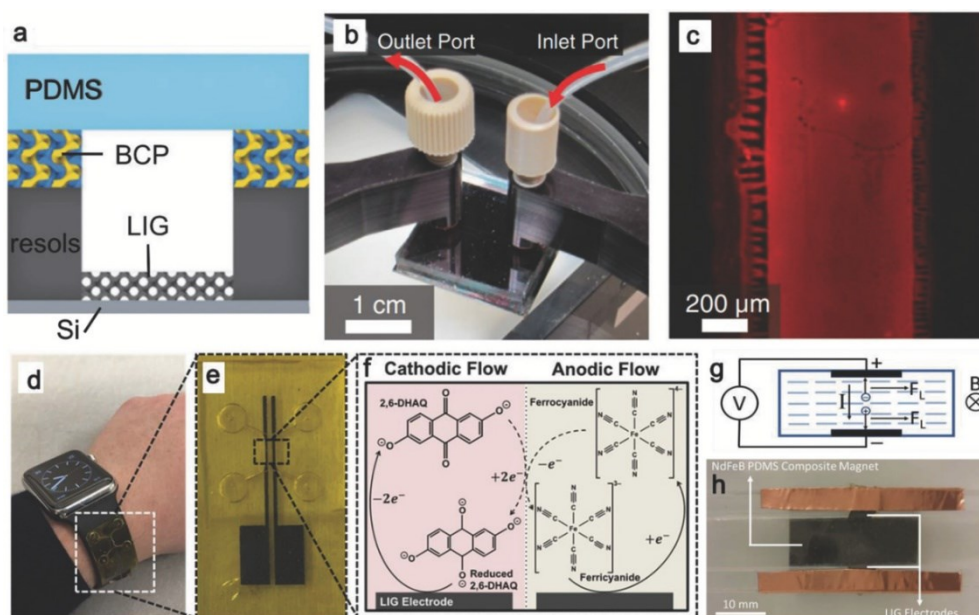 a
PDMS
BCP
LIG
resols
Si
b
Outlet Port
Inlet Port
1 cm
c
200 μm
d
e
f
Cathodic Flow
Anodic Flow
2,6-DHAQ
Ferrocyanide
−e⁻
+2e⁻
−2e⁻
+e⁻
Reduced
2,6-DHAQ
Ferricyanide
LIG Electrode
g
V
I
+
F_L
F_L
−
B
h
NdFeB PDMS Composite Magnet
LIG Electrodes
10 mm